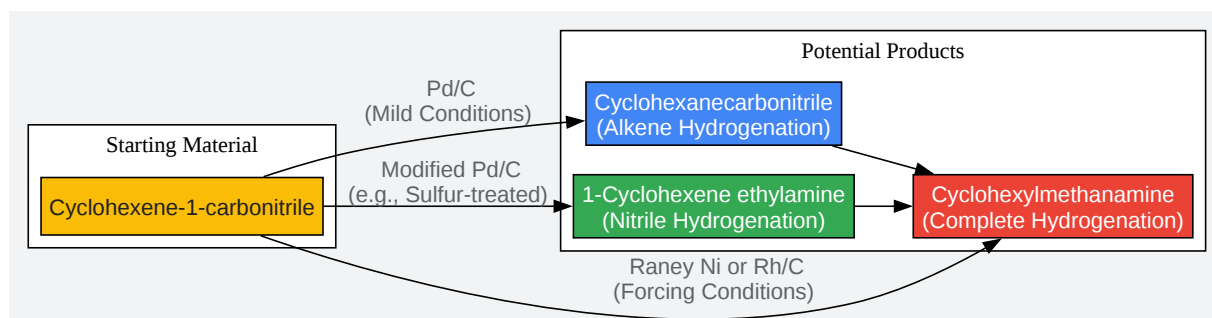 Potential Products
Pd/C
(Mild Conditions)
Cyclohexanecarbonitrile
(Alkene Hydrogenation)
Starting Material
Cyclohexene-1-carbonitrile
Modified Pd/C
(e.g., Sulfur-treated)
1-Cyclohexene ethylamine
(Nitrile Hydrogenation)
Cyclohexylmethanamine
(Complete Hydrogenation)
Raney Ni or Rh/C
(Forcing Conditions)